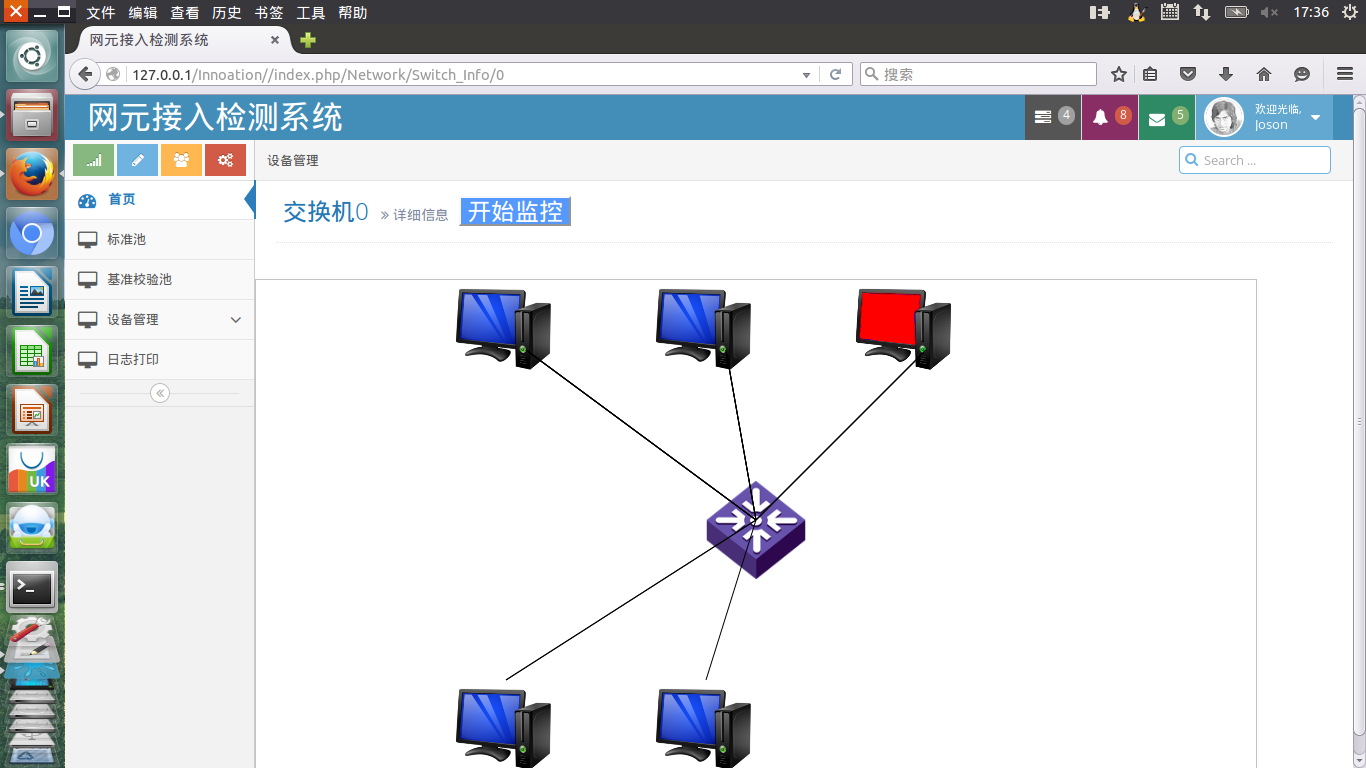 文件 编辑 查看 历史 书签 工具 帮助
17:36
网元接入检测系统
127.0.0.1/Innoation//index.php/Network/Switch_Info/0
搜索
网元接入检测系统
4
8
5
欢迎光临,
Joson
设备管理
Search ...
首页
标准池
基准校验池
设备管理
日志打印
交换机0 » 详细信息 开始监控
UK
>_